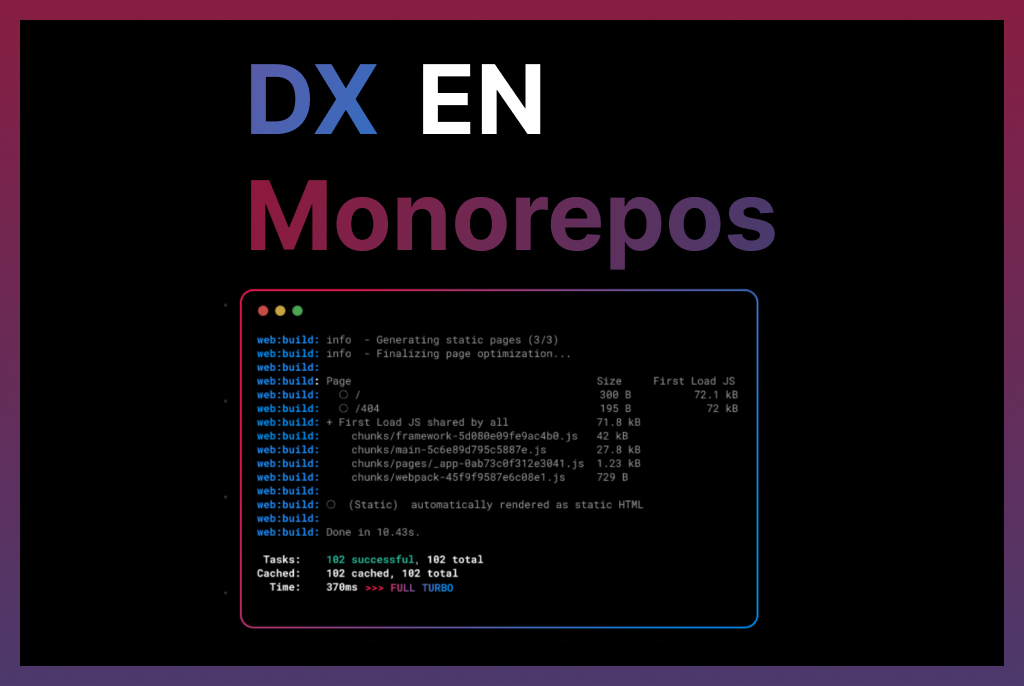 DX EN
Monorepos
web:build: info  - Generating static pages (3/3)
web:build: info  - Finalizing page optimization...
web:build:
web:build: Page Size First Load JS
web:build: ○ / 300 B 72.1 kB
web:build: ○ /404 195 B 72 kB
web:build: + First Load JS shared by all 71.8 kB
web:build: chunks/framework-5d080e09fe9ac4b0.js 42 kB
web:build: chunks/main-5c6e89d795c5887e.js 27.8 kB
web:build: chunks/pages/_app-0ab73c0f312e3041.js 1.23 kB
web:build: chunks/webpack-45f9f9587e6c08e1.js 729 B
web:build:
web:build: ○ (Static) automatically rendered as static HTML
web:build:
web:build: Done in 10.43s.
Tasks: 102 successful, 102 total
Cached: 102 cached, 102 total
Time: 370ms >>> FULL TURBO